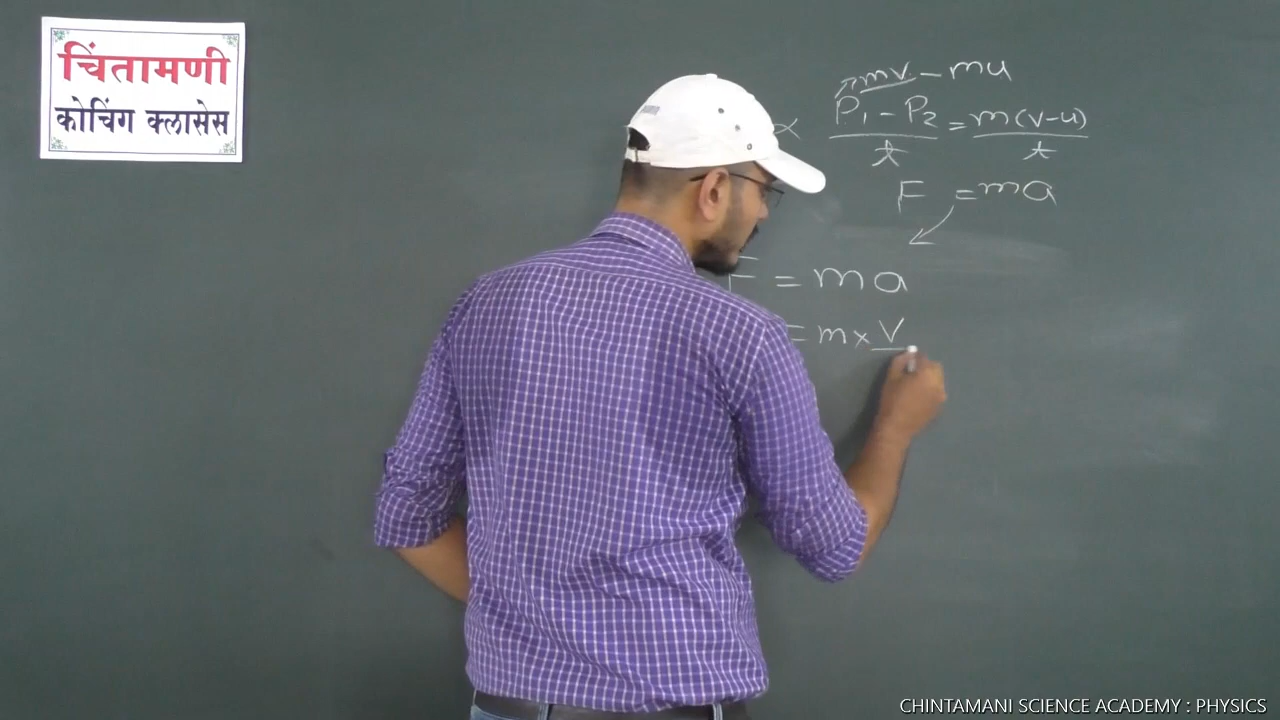 चिंतामणी
कोचिंग क्लासेस
mv - mu
∝ P₁ - P₂ = m(v-u)
t t
F = ma
F = ma
= m × v
CHINTAMANI SCIENCE ACADEMY : PHYSICS